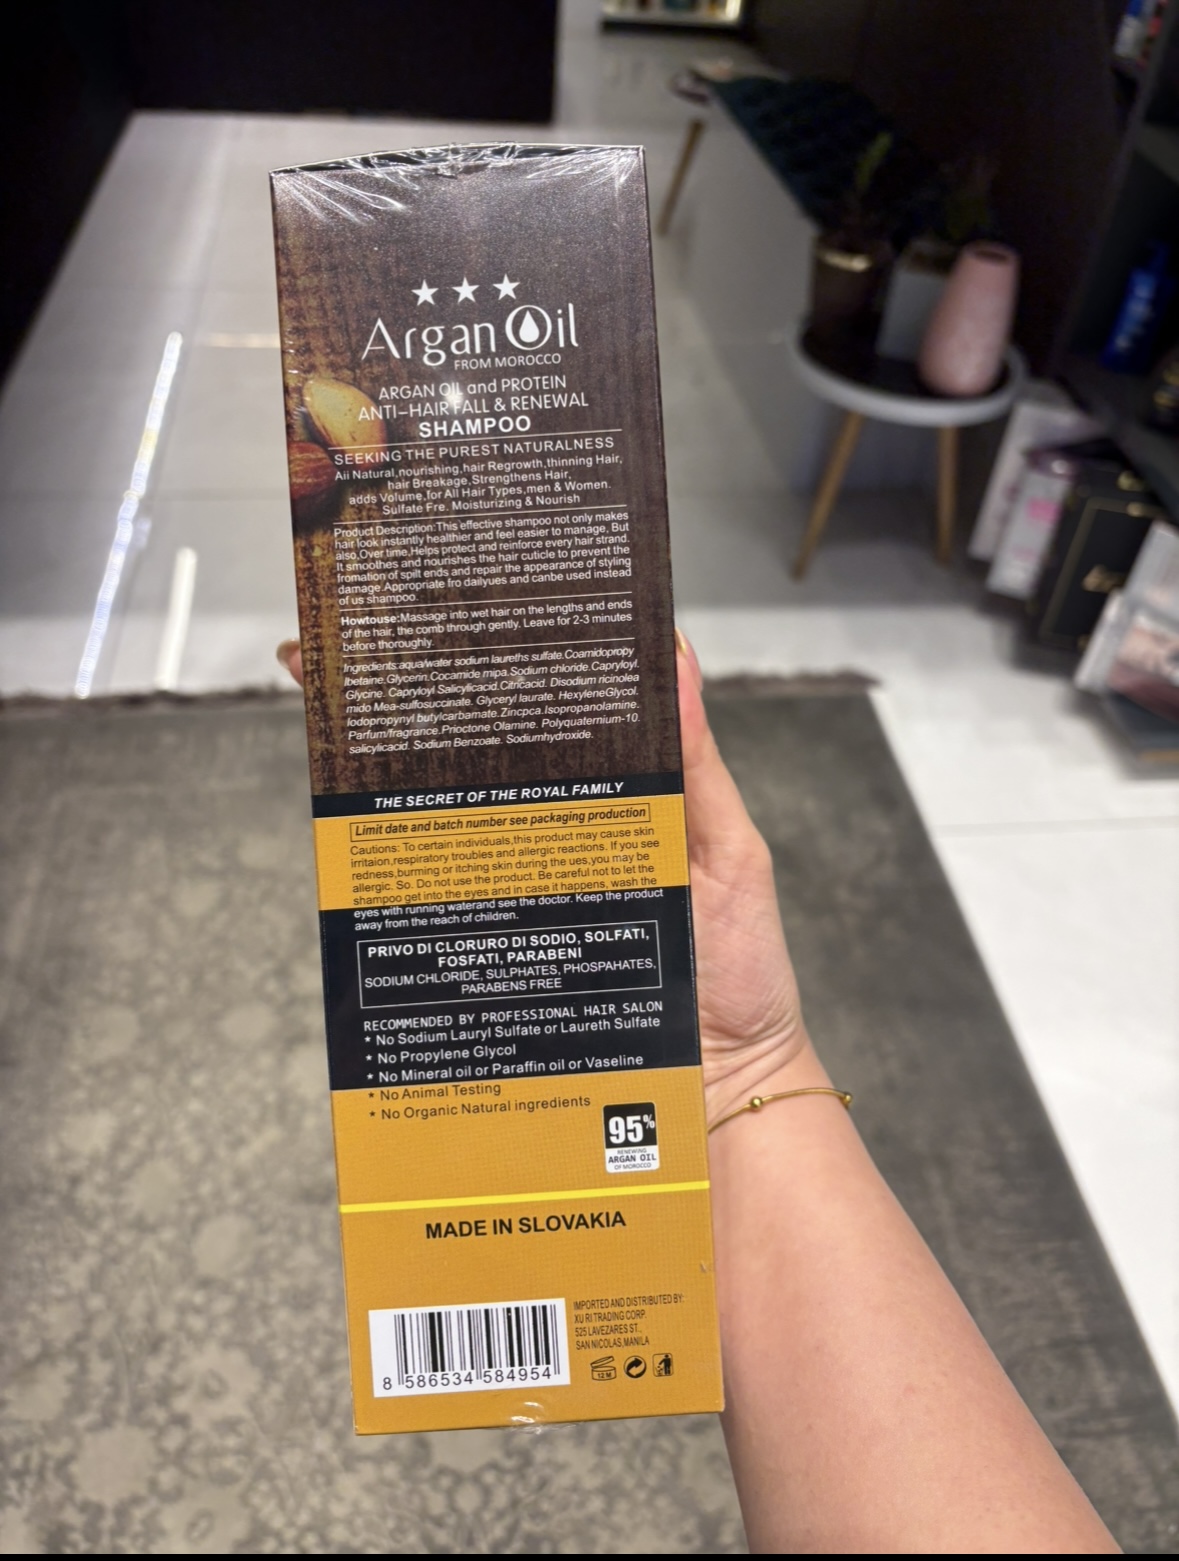 Argan Oil
FROM MOROCCO
ARGAN OIL and PROTEIN
ANTI-HAIR FALL & RENEWAL
SHAMPOO
SEEKING THE PUREST NATURALNESS
Aii Natural,nourishing,hair Regrowth,thinning Hair,
hair Breakage,Strengthens Hair,
adds Volume,for All Hair Types,men & Women.
Sulfate Fre. Moisturizing & Nourish
Product Description:This effective shampoo not only makes
hair look instantly healthier and feel easier to manage, But
also,Over time,Helps protect and reinforce every hair strand.
It smoothes and nourishes the hair cuticle to prevent the
fromation of spilt ends and repair the appearance of styling
damage.Appropriate fro dailyues and canbe used instead
of us shampoo.
Howtouse:Massage into wet hair on the lengths and ends
of the hair, the comb through gently. Leave for 2-3 minutes
before thoroughly.
Ingredients:aqua/water sodium laureths sulfate.Coamidopropy
lbetaine.Glycerin.Cocamide mipa.Sodium chloride.Capryloyl.
Glycine. Capryloyl Salicylicacid.Citricacid. Disodium ricinolea
mido Mea-sulfosuccinate. Glyceryl laurate. HexyleneGlycol.
Iodopropynyl butylcarbamate.Zincpca.Isopropanolamine.
Parfum/fragrance.Prioctone Olamine. Polyquaternium-10.
salicylicacid. Sodium Benzoate. Sodiumhydroxide.
THE SECRET OF THE ROYAL FAMILY
Limit date and batch number see packaging production
Cautions: To certain individuals,this product may cause skin
irritaion,respiratory troubies and allergic reactions. If you see
redness,burming or itching skin during the ues,you may be
allergic. So. Do not use the product. Be careful not to let the
shampoo get into the eyes and in case it happens, wash the
eyes with running waterand see the doctor. Keep the product
away from the reach of children.
PRIVO DI CLORURO DI SODIO, SOLFATI,
FOSFATI, PARABENI
SODIUM CHLORIDE, SULPHATES, PHOSPAHATES,
PARABENS FREE
RECOMMENDED BY PROFESSIONAL HAIR SALON
* No Sodium Lauryl Sulfate or Laureth Sulfate
* No Propylene Glycol
* No Mineral oil or Paraffin oil or Vaseline
* No Animal Testing
* No Organic Natural ingredients
95%
RENEWING
ARGAN OIL
OF MOROCCO
MADE IN SLOVAKIA
IMPORTED AND DISTRIBUTED BY:
XU RI TRADING CORP.
525 LAVEZARES ST.,
SAN NICOLAS,MANILA
12 M
8 586534 584954